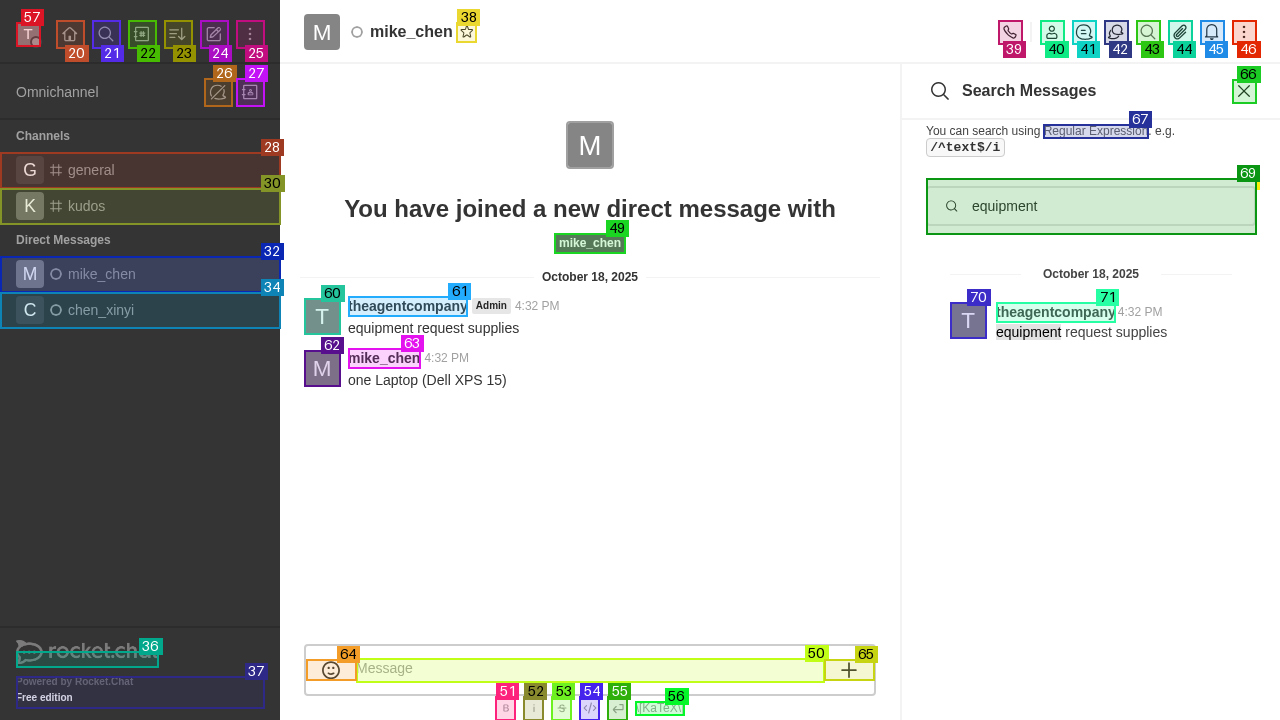 57
T
20
21
22
23
24
25
Omnichannel
26
27
Channels
28
G general
30
K kudos
Direct Messages
32
M mike_chen
34
C chen_xinyi
36
rocket.chat
37
Powered by Rocket.Chat
Free edition
M mike_chen
38
39
40
41
42
43
44
45
46
M
You have joined a new direct message with
49
mike_chen
October 18, 2025
60
T
61
theagentcompany Admin 4:32 PM
equipment request supplies
62
M
63
mike_chen 4:32 PM
one Laptop (Dell XPS 15)
64
Message
50
65
51
52
53
54
55
56
B
i
S
</>
\[KaTeX\]
Search Messages
66
67
You can search using Regular Expression. e.g.
/^text$/i
69
equipment
October 18, 2025
70
T
71
theagentcompany 4:32 PM
equipment request supplies